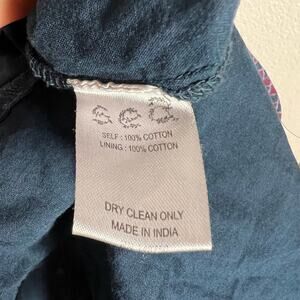 SELF : 100% COTTON
LINING : 100% COTTON
DRY CLEAN ONLY
MADE IN INDIA